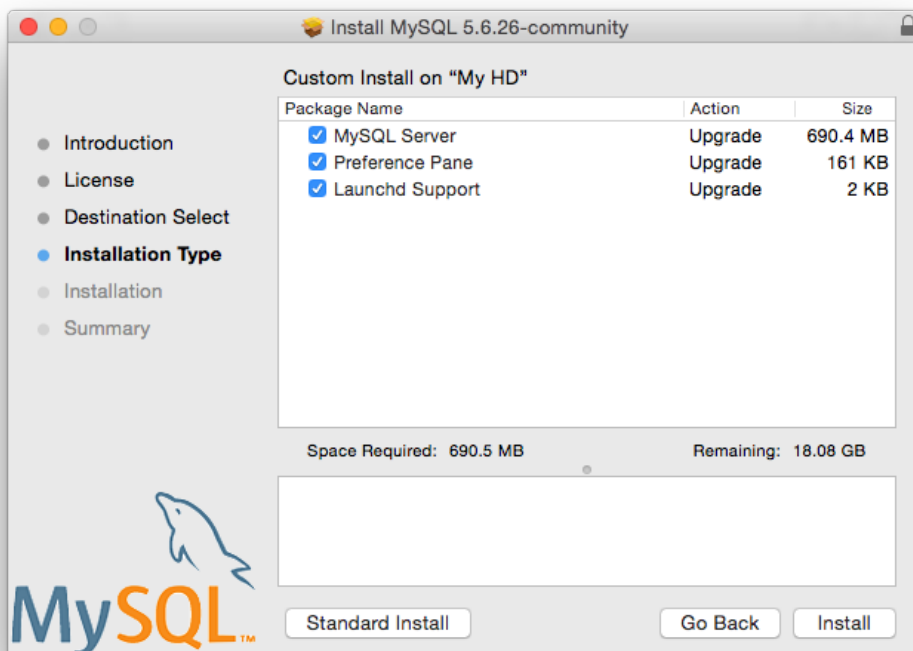 Install MySQL 5.6.26-community
Custom Install on “My HD”
Introduction
License
Destination Select
Installation Type
Installation
Summary
Package Name Action Size
MySQL Server Upgrade 690.4 MB
Preference Pane Upgrade 161 KB
Launchd Support Upgrade 2 KB
Space Required: 690.5 MB Remaining: 18.08 GB
MySQL™
Standard Install Go Back Install